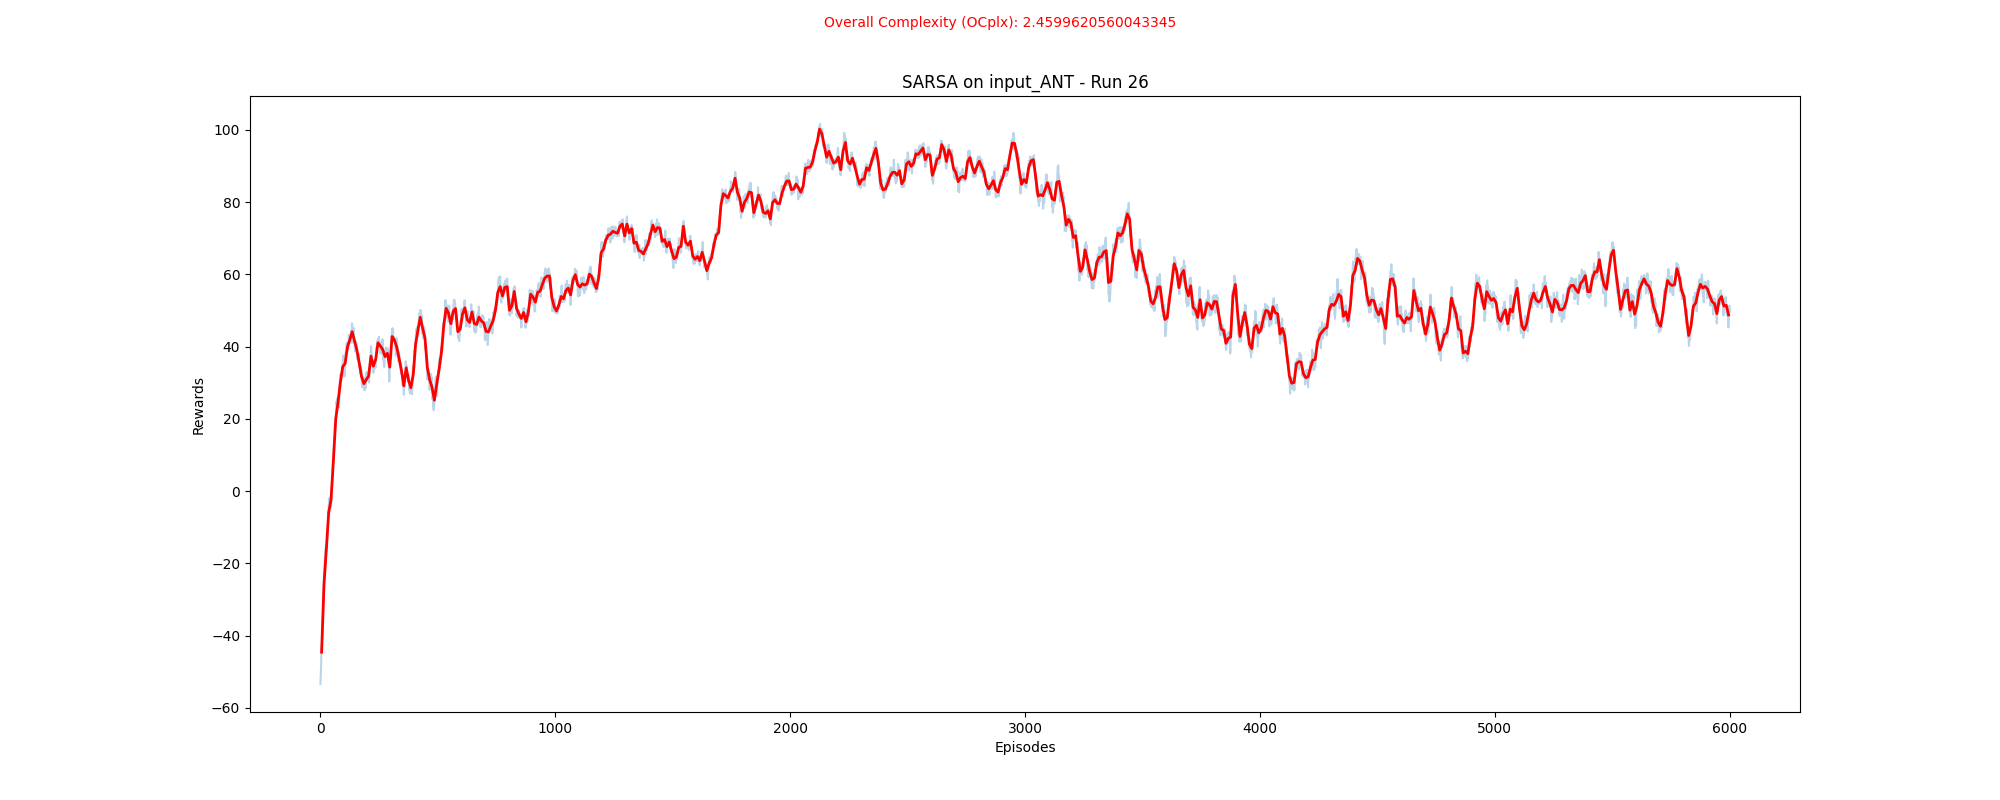 Overall Complexity (OCplx): 2.4599620560043345
SARSA on input_ANT - Run 26
100
80
60
40
20
0
−20
−40
−60
Rewards
0 1000 2000 3000 4000 5000 6000
Episodes